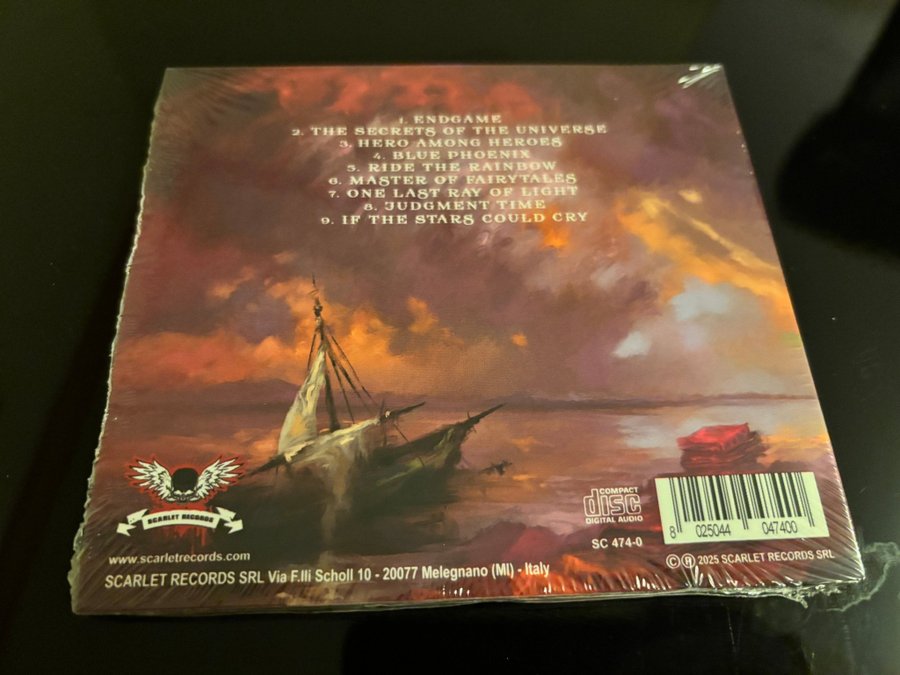 1. ENDGAME
2. THE SECRETS OF THE UNIVERSE
3. HERO AMONG HEROES
4. BLUE PHOENIX
5. RIDE THE RAINBOW
6. MASTER OF FAIRYTALES
7. ONE LAST RAY OF LIGHT
8. JUDGMENT TIME
9. IF THE STARS COULD CRY
SCARLET RECORDS
www.scarletrecords.com
SCARLET RECORDS SRL Via F.lli Scholl 10 - 20077 Melegnano (MI) - Italy
COMPACT
disc
DIGITAL AUDIO
SC 474-0
8 025044 047400
© ℗ 2025 SCARLET RECORDS SRL